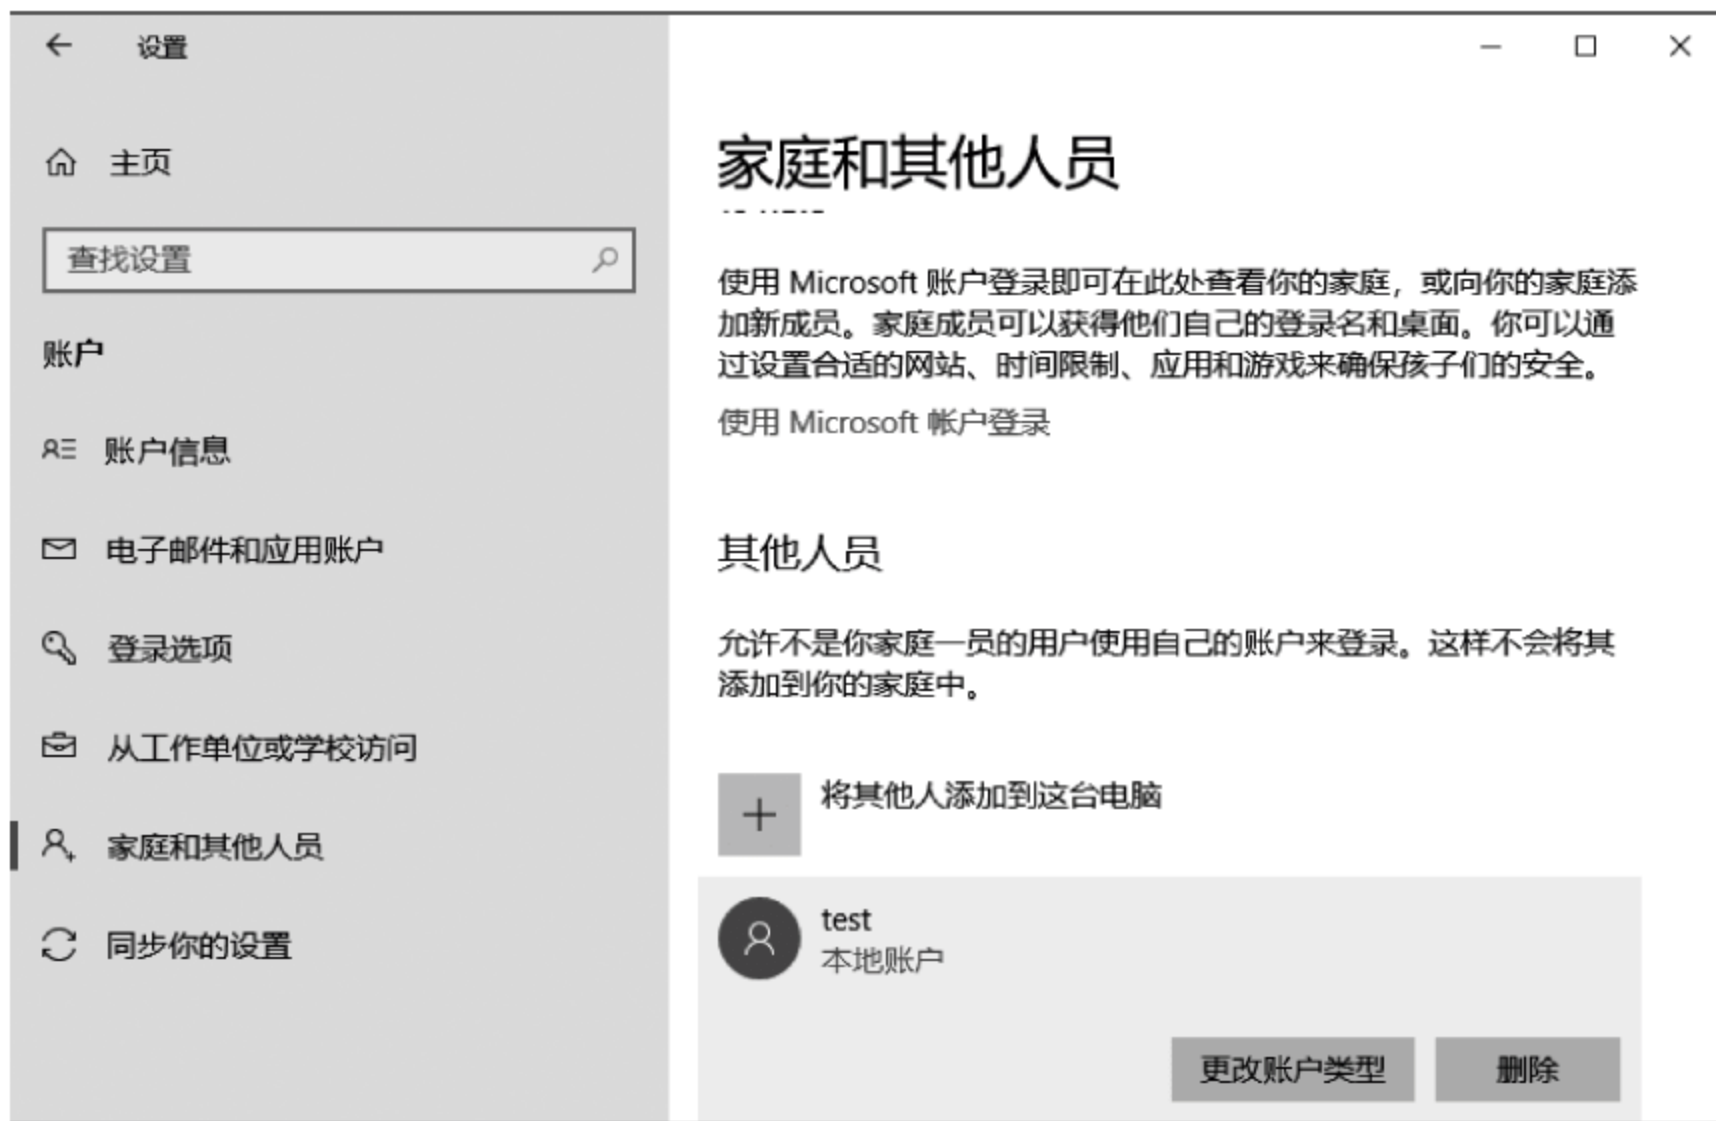 设置
主页
查找设置
账户
账户信息
电子邮件和应用账户
登录选项
从工作单位或学校访问
家庭和其他人员
同步你的设置
家庭和其他人员
使用 Microsoft 账户登录即可在此处查看你的家庭，或向你的家庭添
加新成员。家庭成员可以获得他们自己的登录名和桌面。你可以通
过设置合适的网站、时间限制、应用和游戏来确保孩子们的安全。
使用 Microsoft 帐户登录
其他人员
允许不是你家庭一员的用户使用自己的账户来登录。这样不会将其
添加到你的家庭中。
将其他人添加到这台电脑
test
本地账户
更改账户类型
删除